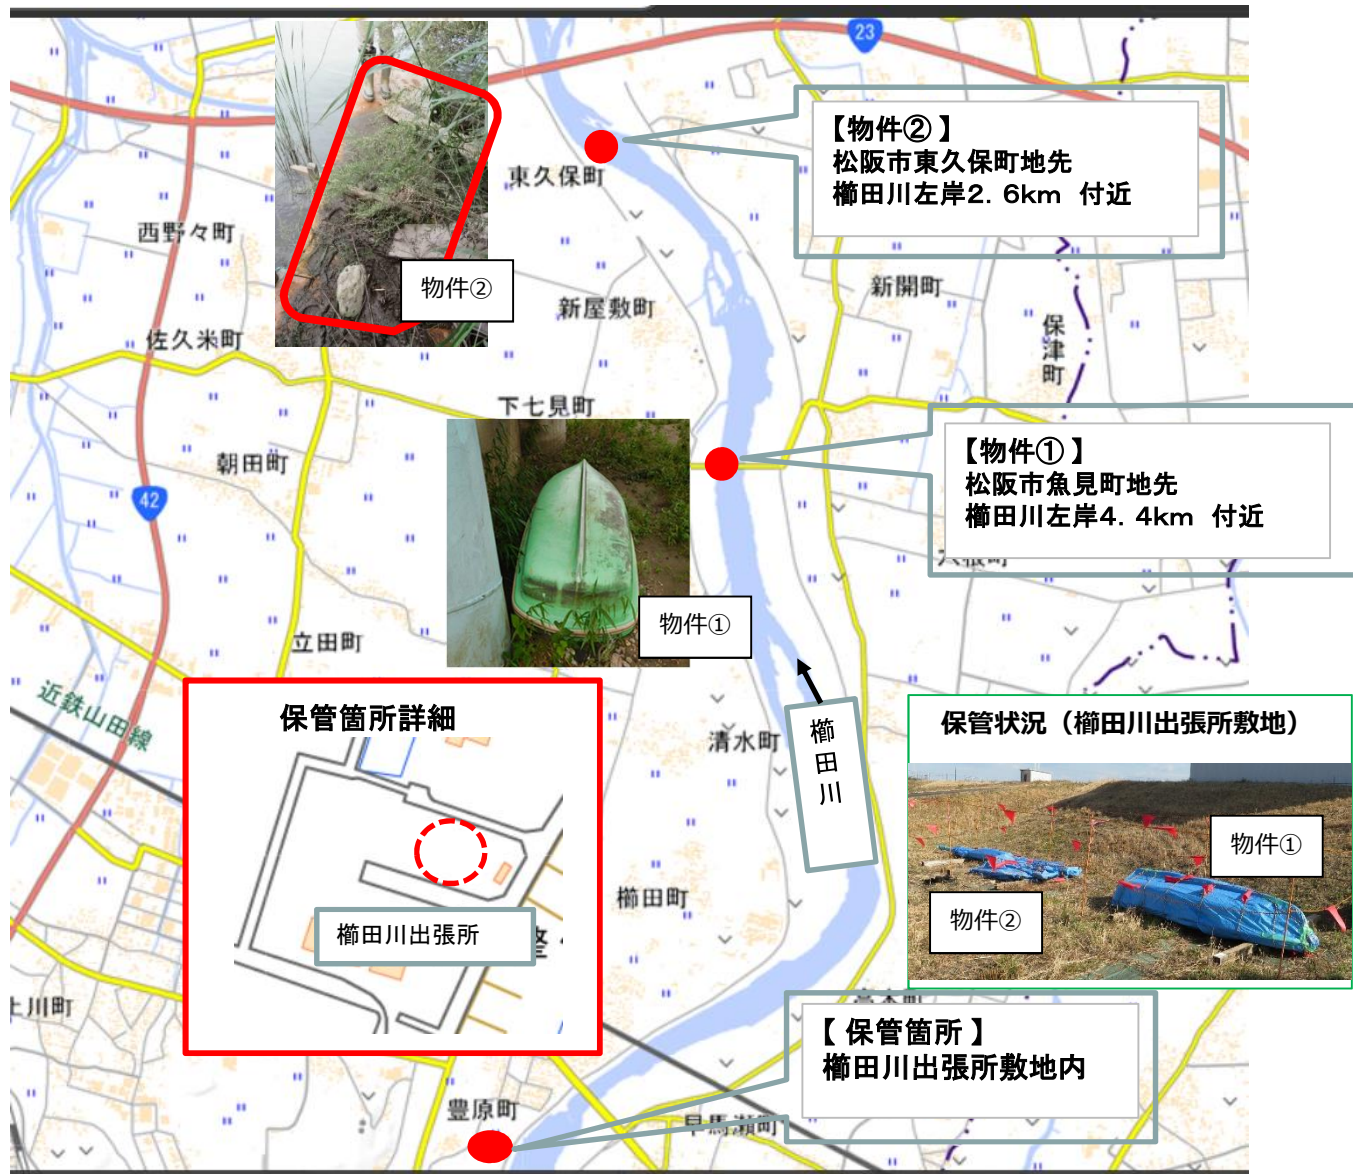 23
【物件②】
松阪市東久保町地先
櫛田川左岸2．6km 付近
東久保町
西野々町
物件②
新屋敷町
新開町
佐久米町
保津町
下七見町
【物件①】
松阪市魚見町地先
櫛田川左岸4．4km 付近
朝田町
42
物件①
立田町
近鉄山田線
清水町
櫛田川
保管箇所詳細
櫛田川出張所
櫛田町
保管状況（櫛田川出張所敷地）
物件①
物件②
上川町
【 保管箇所 】
櫛田川出張所敷地内
豊原町
早馬瀬町